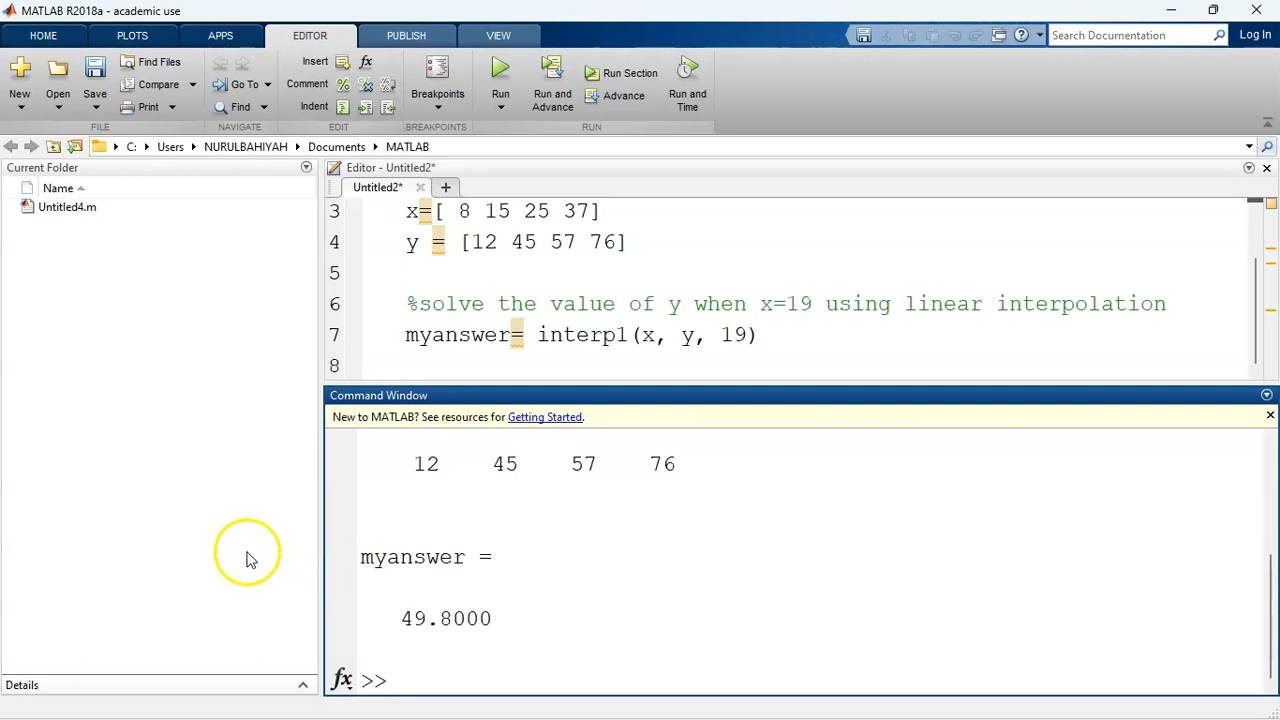 MATLAB R2018a - academic use
HOME PLOTS APPS EDITOR PUBLISH VIEW Search Documentation Log In
New Open Save Find Files Compare Print Go To Find Insert Comment Indent fx Breakpoints Run Run and Advance Run Section Advance Run and Time
FILE NAVIGATE EDIT BREAKPOINTS RUN
C: Users NURULBAHIYAH Documents MATLAB
Current Folder
Name
Untitled4.m
Details
Editor - Untitled2*
Untitled2* +
3 x=[ 8 15 25 37]
4 y = [12 45 57 76]
5
6 %solve the value of y when x=19 using linear interpolation
7 myanswer= interp1(x, y, 19)
8
Command Window
New to MATLAB? See resources for Getting Started.
12 45 57 76
myanswer =
49.8000
fx >>